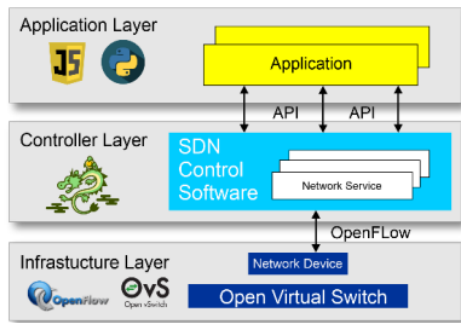 Application Layer
JS
Application
API
API
Controller Layer
SDN
Control
Software
Network Service
OpenFLow
Infrastucture Layer
Network Device
OpenFlow
OvS
Open vSwitch
Open Virtual Switch